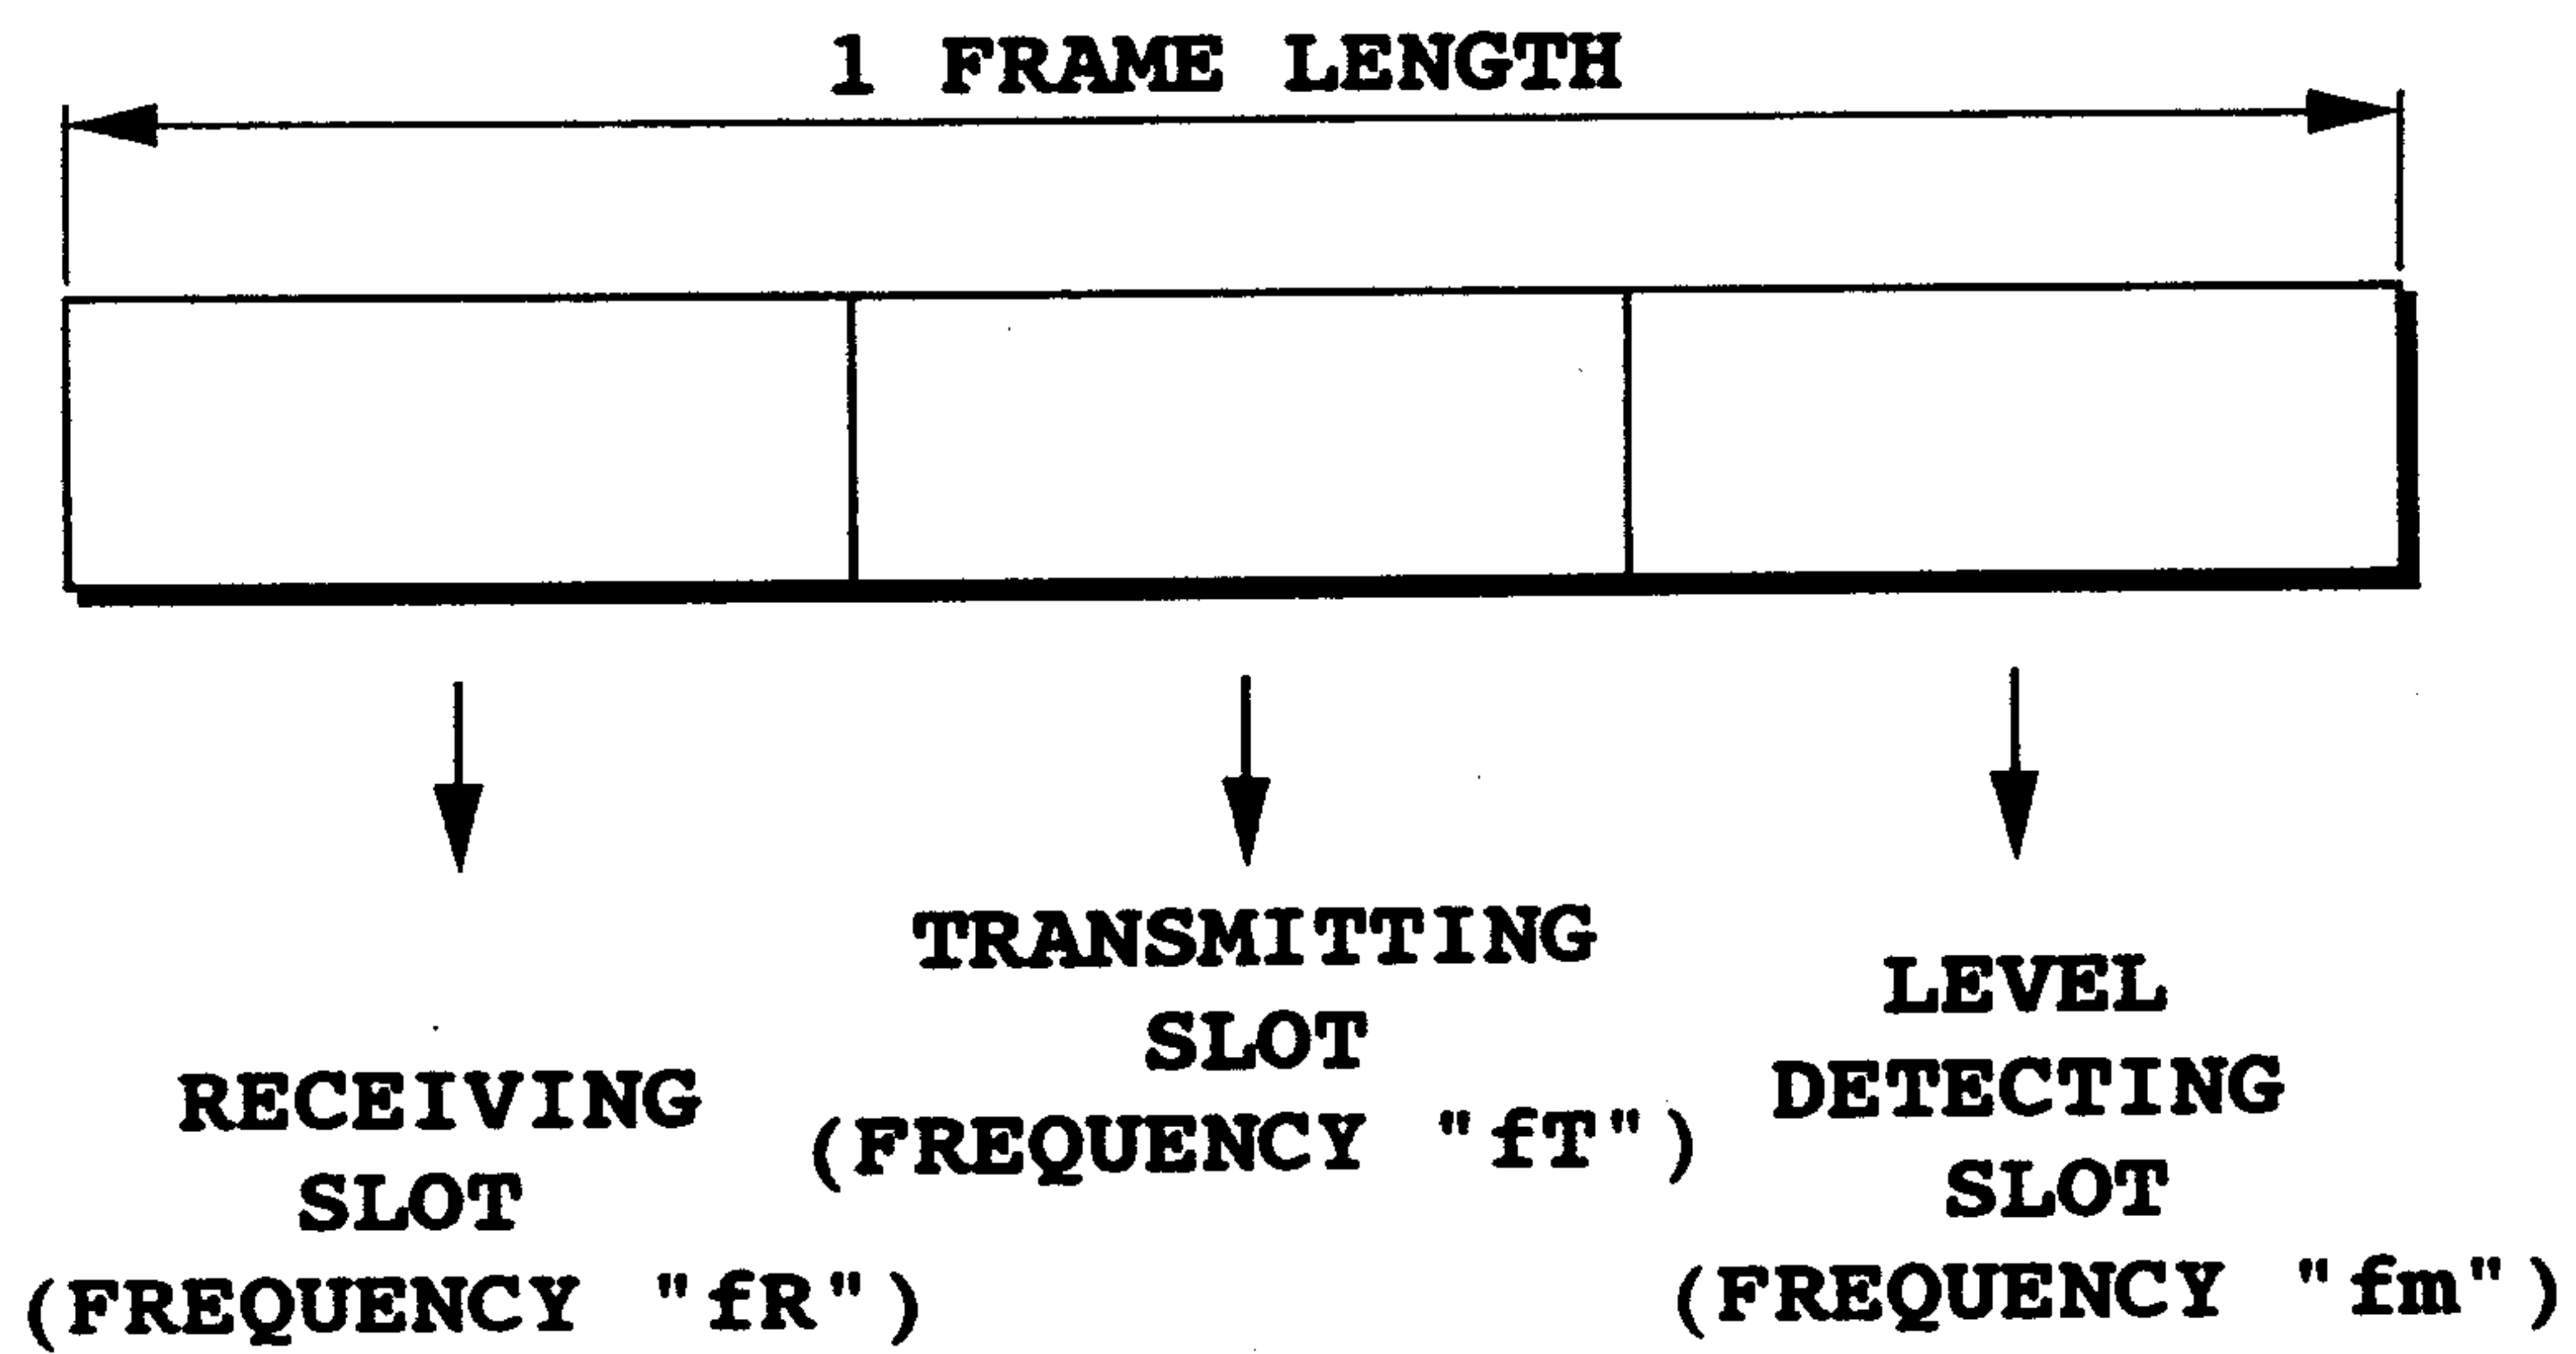 1 FRAME LENGTH
RECEIVING
SLOT
(FREQUENCY "fR")
TRANSMITTING
SLOT
(FREQUENCY "fT")
LEVEL
DETECTING
SLOT
(FREQUENCY "fm")